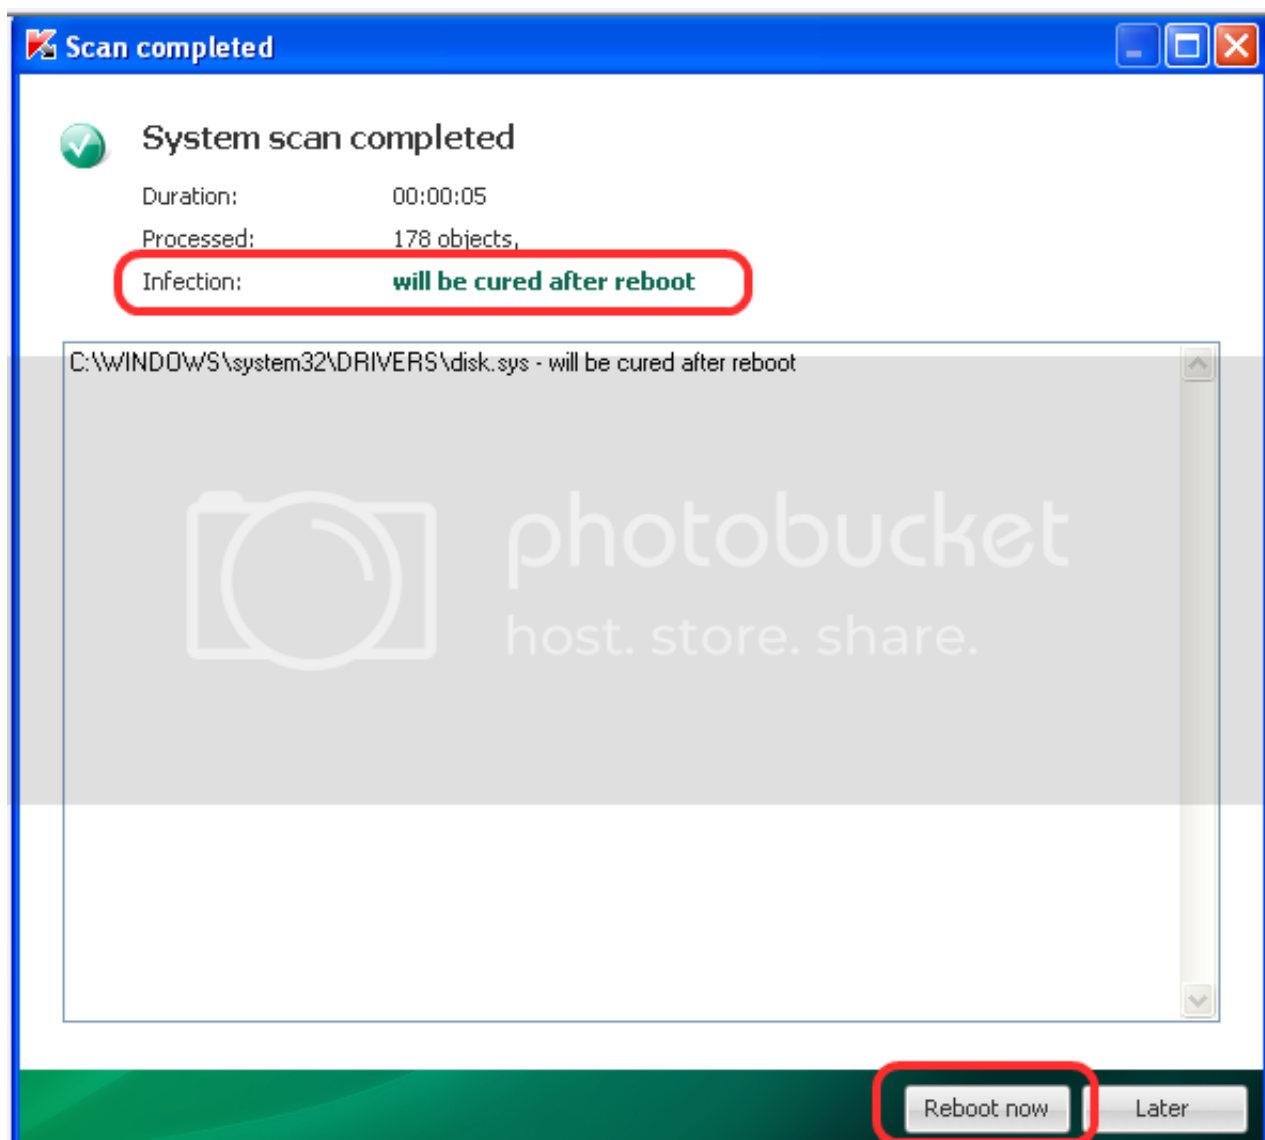 Scan completed
System scan completed
Duration: 00:00:05
Processed: 178 objects,
Infection: will be cured after reboot
C:\WINDOWS\system32\DRIVERS\disk.sys - will be cured after reboot
photobucket
host. store. share.
Reboot now Later